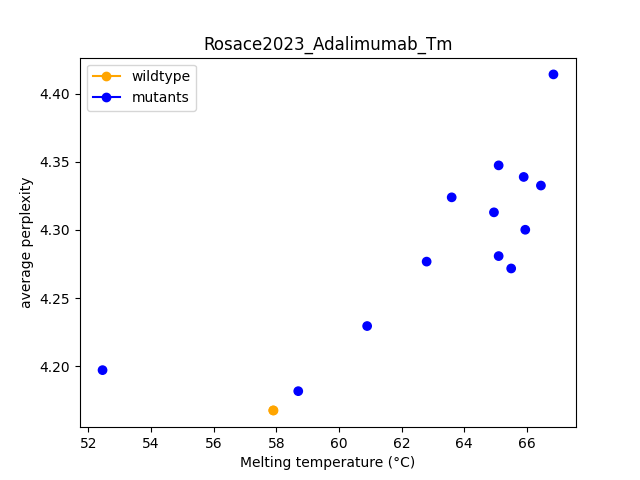 Rosace2023_Adalimumab_Tm
wildtype
mutants
4.40
4.35
4.30
4.25
4.20
average perplexity
52 54 56 58 60 62 64 66
Melting temperature (°C)